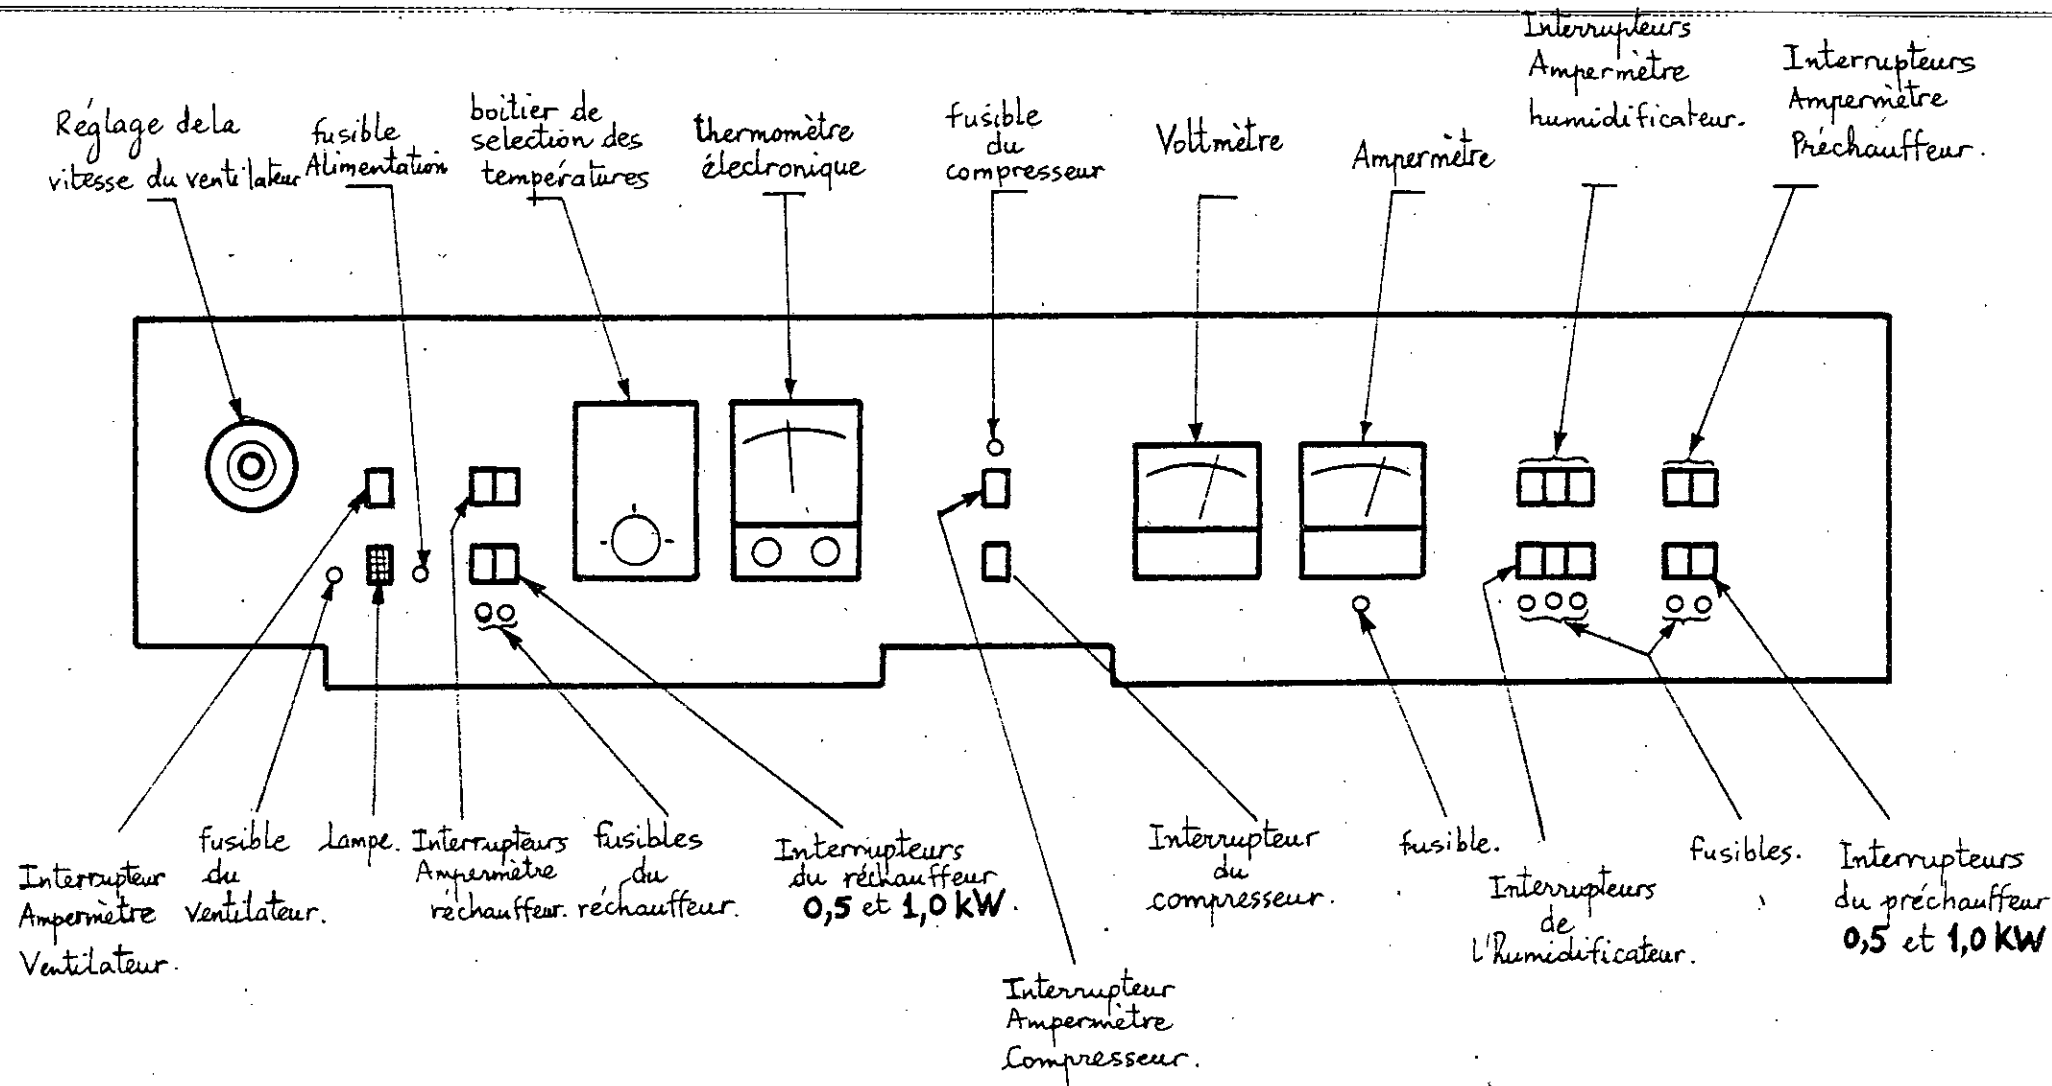 Réglage de la
vitesse du ventilateur
fusible
Alimentation
boitier de
selection des
températures
thermomètre
électronique
fusible
du
compresseur
Voltmètre
Ampermètre
Interrupteurs
Ampermètre
humidificateur.
Interrupteurs
Ampermètre
Préchauffeur.
Interrupteur
Ampermètre
Ventilateur.
fusible
du
ventilateur.
Lampe.
Interrupteurs
Ampermètre
réchauffeur.
fusibles
du
réchauffeur.
Interrupteurs
du réchauffeur
0,5 et 1,0 kW.
Interrupteur
Ampermètre
Compresseur.
Interrupteur
du
compresseur.
fusible.
Interrupteurs
de
l'humidificateur.
fusibles.
Interrupteurs
du préchauffeur
0,5 et 1,0 KW